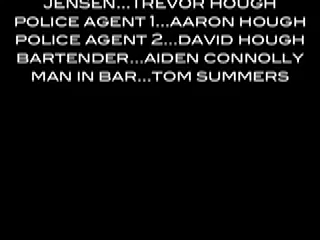 JENSEN...TREVOR HOUGH
POLICE AGENT 1...AARON HOUGH
POLICE AGENT 2...DAVID HOUGH
BARTENDER...AIDEN CONNOLLY
MAN IN BAR...TOM SUMMERS